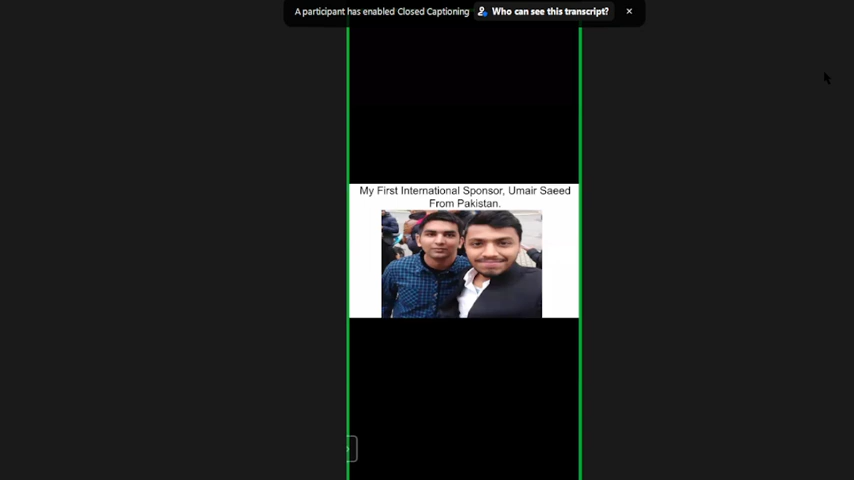 A participant has enabled Closed Captioning Who can see this transcript?
My First International Sponsor, Umair Saeed
From Pakistan.